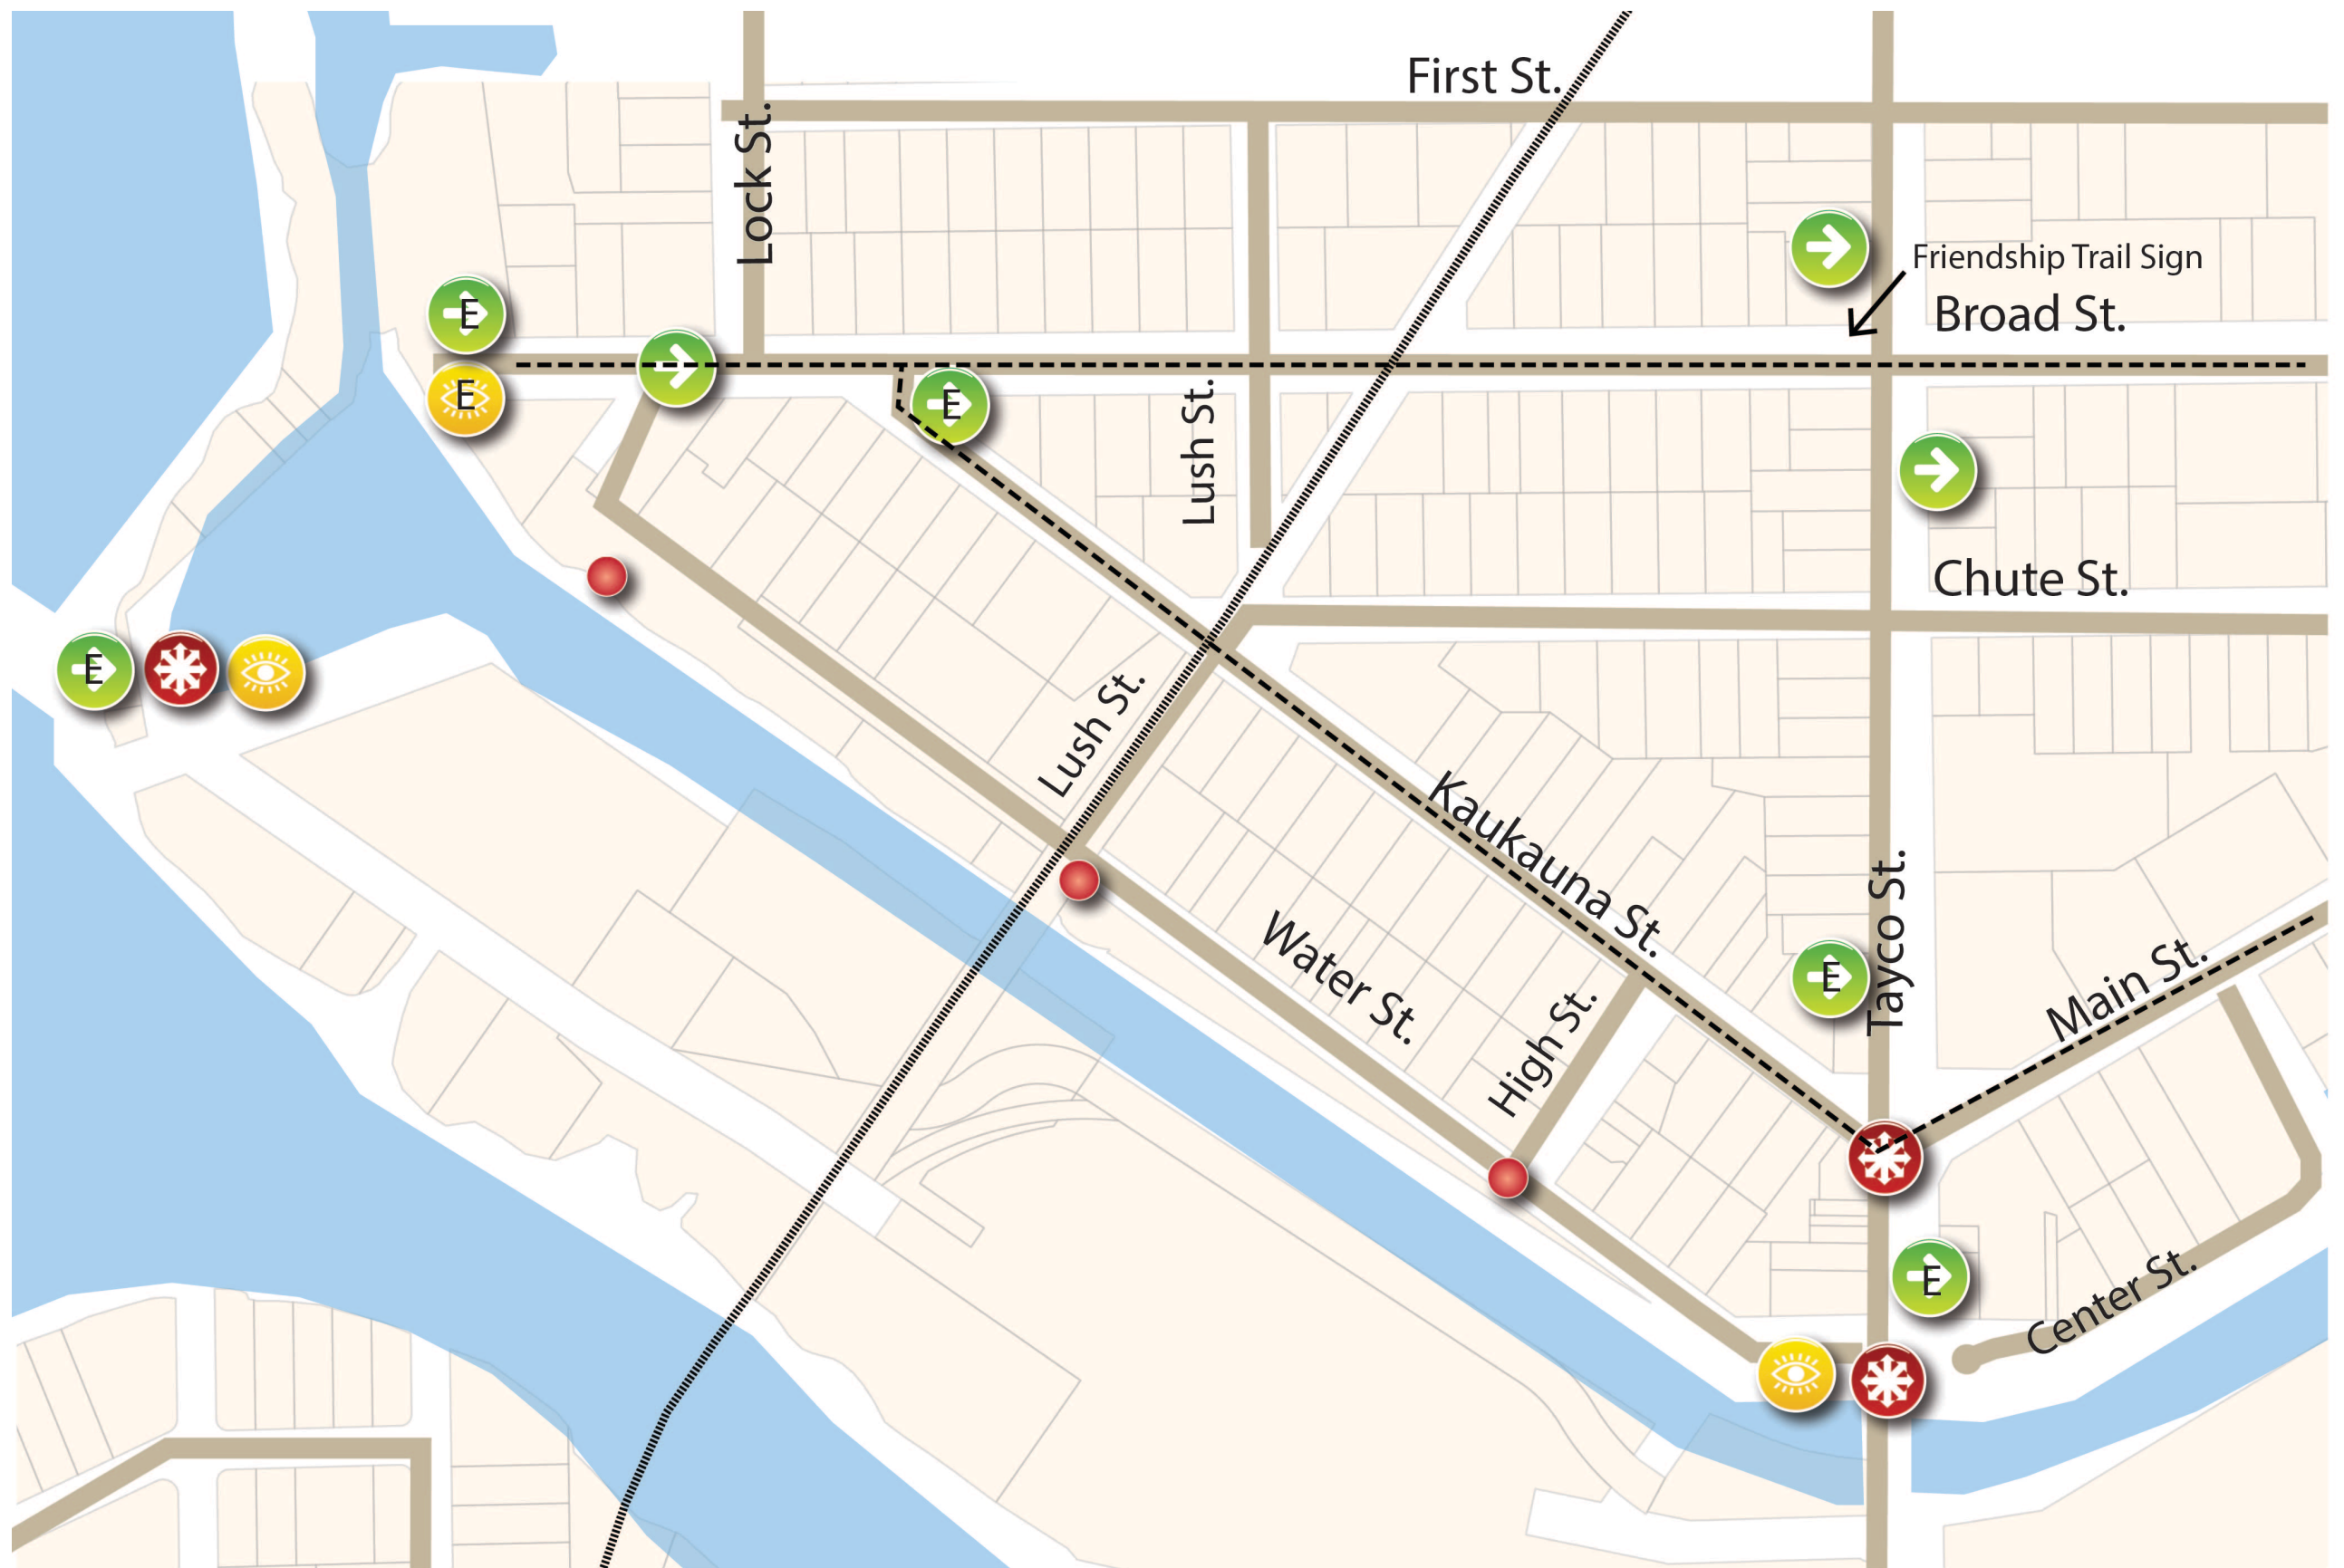 First St.
Lock St.
Friendship Trail Sign
Broad St.
E
E
E
Lush St.
Chute St.
E
Lush St.
Kaukauna St.
Tayco St.
Water St.
E
Main St.
High St.
Center St.
E